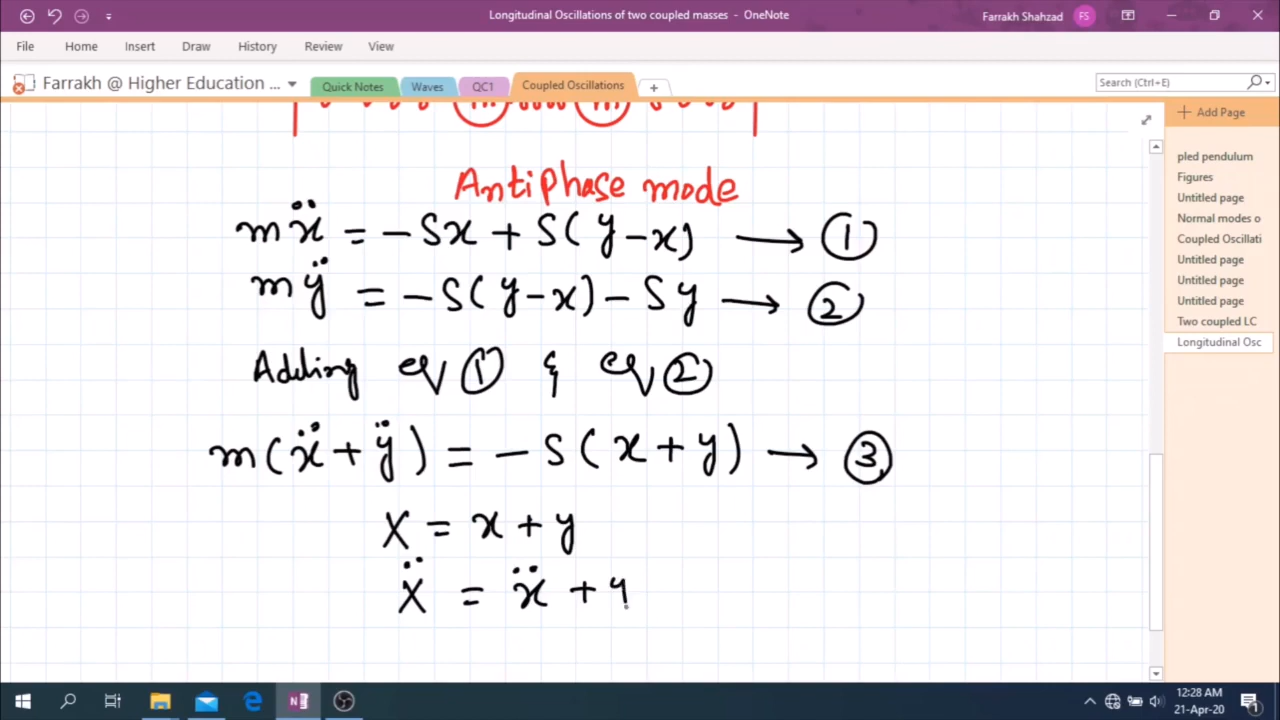 Longitudinal Oscillations of two coupled masses - OneNote
Farrakh Shahzad FS
File Home Insert Draw History Review View
Farrakh @ Higher Education ... Quick Notes Waves QC1 Coupled Oscillations + Search (Ctrl+E)
+ Add Page
pled pendulum
Figures
Untitled page
Normal modes o
Coupled Oscillati
Untitled page
Untitled page
Untitled page
Two coupled LC
Longitudinal Osc
m m
Antiphase mode
mẍ = -Sx + S(y-x) → ①
mÿ = -S(y-x) - Sy → ②
Adding eq ① & eq ②
m(ẍ + ÿ) = -S(x + y) → ③
X = x + y
Ẍ = ẍ + y
12:28 AM
21-Apr-20
1